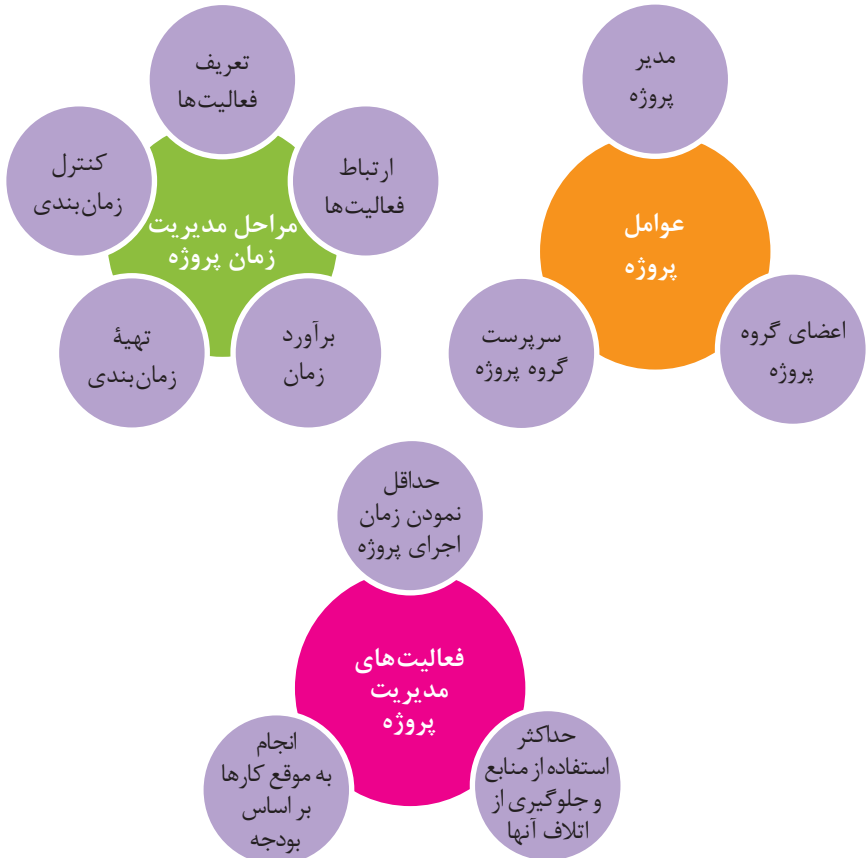 مدیر
پروژه
عوامل
پروژه
اعضای گروه
پروژه
سرپرست
گروه پروژه
تعریف
فعالیت‌ها
ارتباط
فعالیت‌ها
مراحل مدیریت
زمان پروژه
برآورد
زمان
تهیۀ
زمان‌بندی
کنترل
زمان‌بندی
حداقل
نمودن زمان
اجرای پروژه
فعالیت‌های
مدیریت
پروژه
حداکثر
استفاده از منابع
و جلوگیری از
اتلاف آنها
انجام
به موقع کارها
بر اساس
بودجه